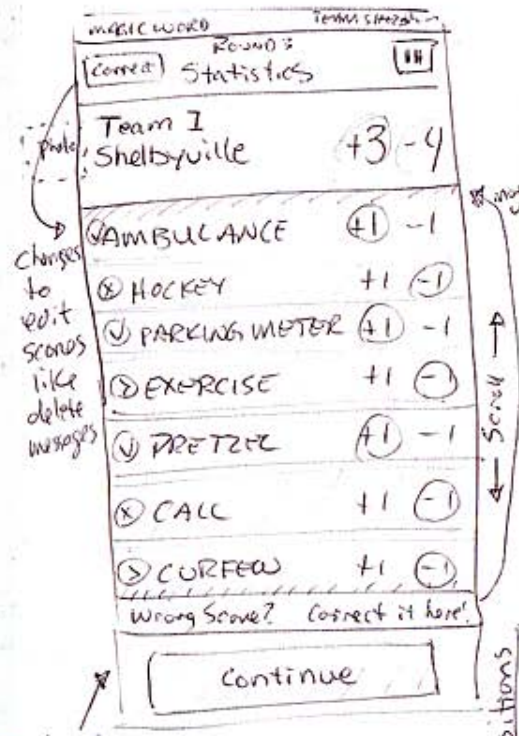 MAGIC WORD
ROUND 3
Correct
Statistics
Team I
Shelbyville
+3 -4
photo
AMBULANCE +1 -1
HOCKEY +1 -1
PARKING METER +1 -1
EXERCISE +1 -1
PRETZEL +1 -1
CALL +1 -1
CURFEW +1 -1
Wrong Score? Correct it here!
Continue
Changes
to
edit
scores
like
delete
messages
Scroll